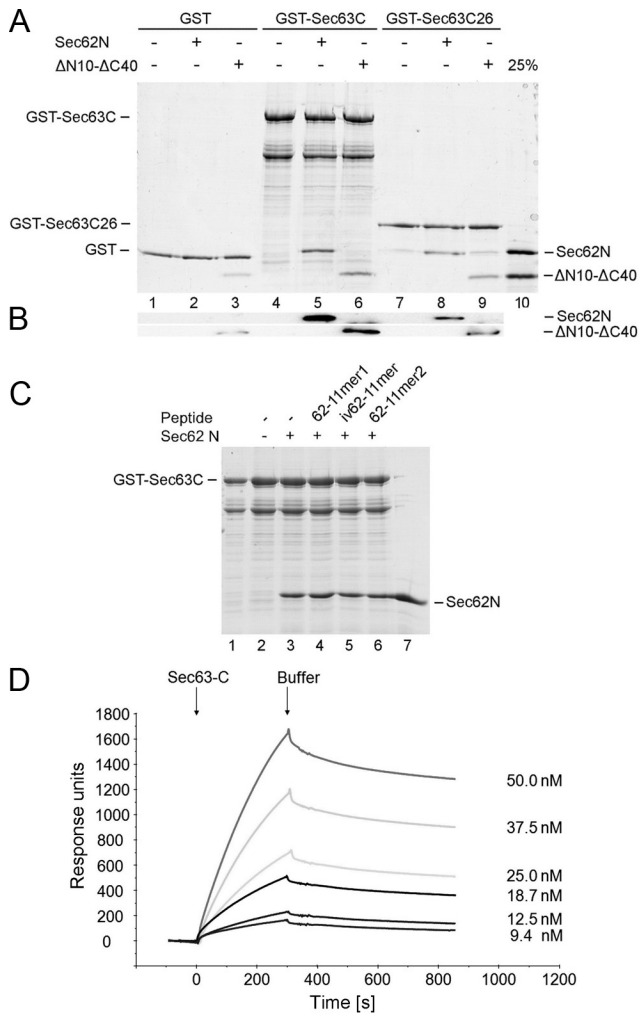 A
GST GST-Sec63C GST-Sec63C26
Sec62N - + - - + - - + -
ΔN10-ΔC40 - - + - - + - - + 25%
GST-Sec63C
GST-Sec63C26
GST
Sec62N
ΔN10-ΔC40
1 2 3 4 5 6 7 8 9 10
B
Sec62N
ΔN10-ΔC40
C
62-11mer1
iv62-11mer
62-11mer2
Peptide - -
Sec62 N - + + + +
GST-Sec63C
Sec62N
1 2 3 4 5 6 7
D
Sec63-C Buffer
1800
1600
1400
1200
1000
800
600
400
200
0
Response units
50.0 nM
37.5 nM
25.0 nM
18.7 nM
12.5 nM
9.4 nM
0 200 400 600 800 1000 1200
Time [s]